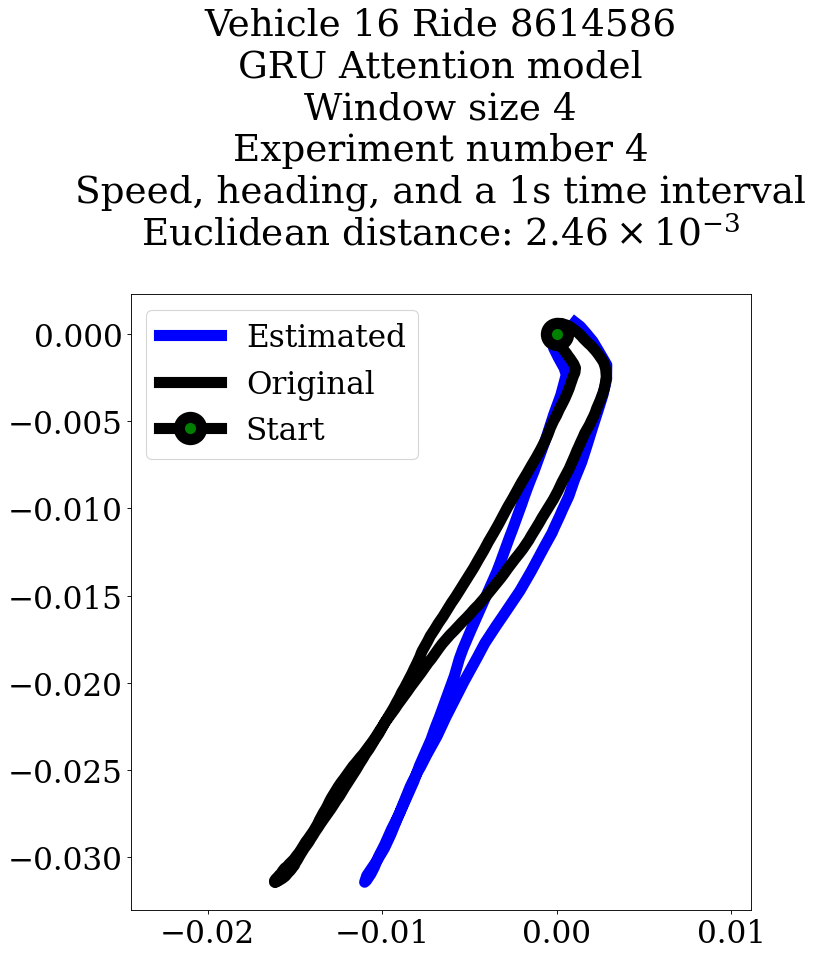 Vehicle 16 Ride 8614586
GRU Attention model
Window size 4
Experiment number 4
Speed, heading, and a 1s time interval
Euclidean distance: 2.46 × 10⁻³
Estimated
Original
Start
0.000
−0.005
−0.010
−0.015
−0.020
−0.025
−0.030
−0.02 −0.01 0.00 0.01